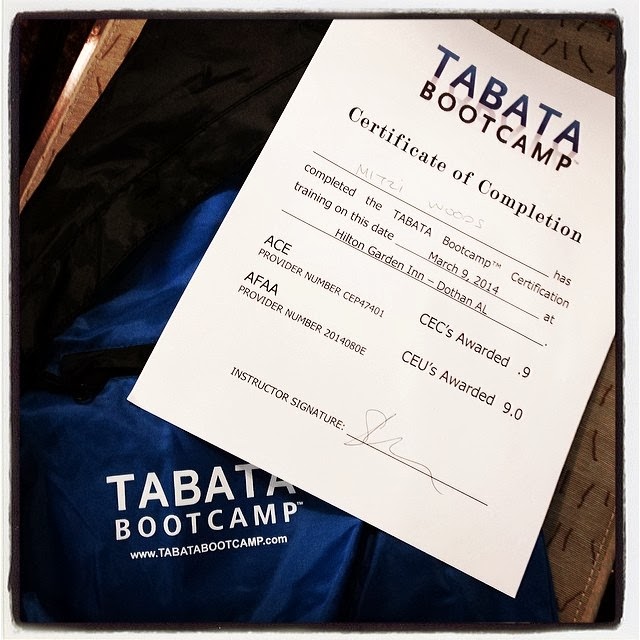 TABATA
BOOTCAMP™
Certificate of Completion
MITZI WOODS has
completed the TABATA Bootcamp™ Certification
training on this date March 9, 2014 at
Hilton Garden Inn – Dothan AL.
ACE
PROVIDER NUMBER CEP47401 CEC's Awarded .9
AFAA
PROVIDER NUMBER 2014080E CEU's Awarded 9.0
INSTRUCTOR SIGNATURE:
TABATA
BOOTCAMP™
www.TABATABOOTCAMP.com